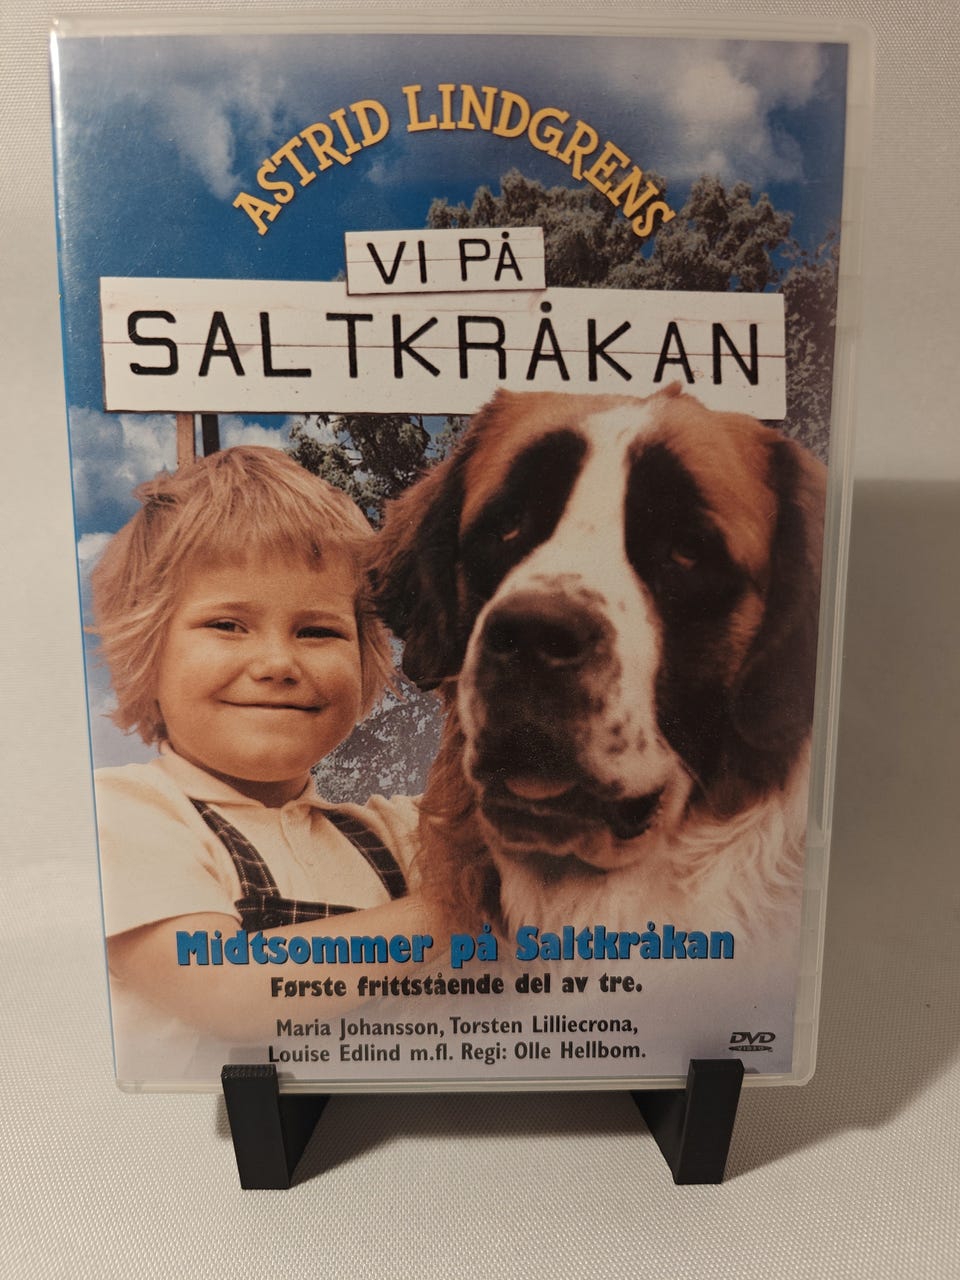 ASTRID LINDGRENS
VI PÅ
SALTKRÅKAN
Midtsommer på Saltkråkan
Første frittstående del av tre.
Maria Johansson, Torsten Lilliecrona,
Louise Edlind m.fl. Regi: Olle Hellbom.
DVD
VIDEO